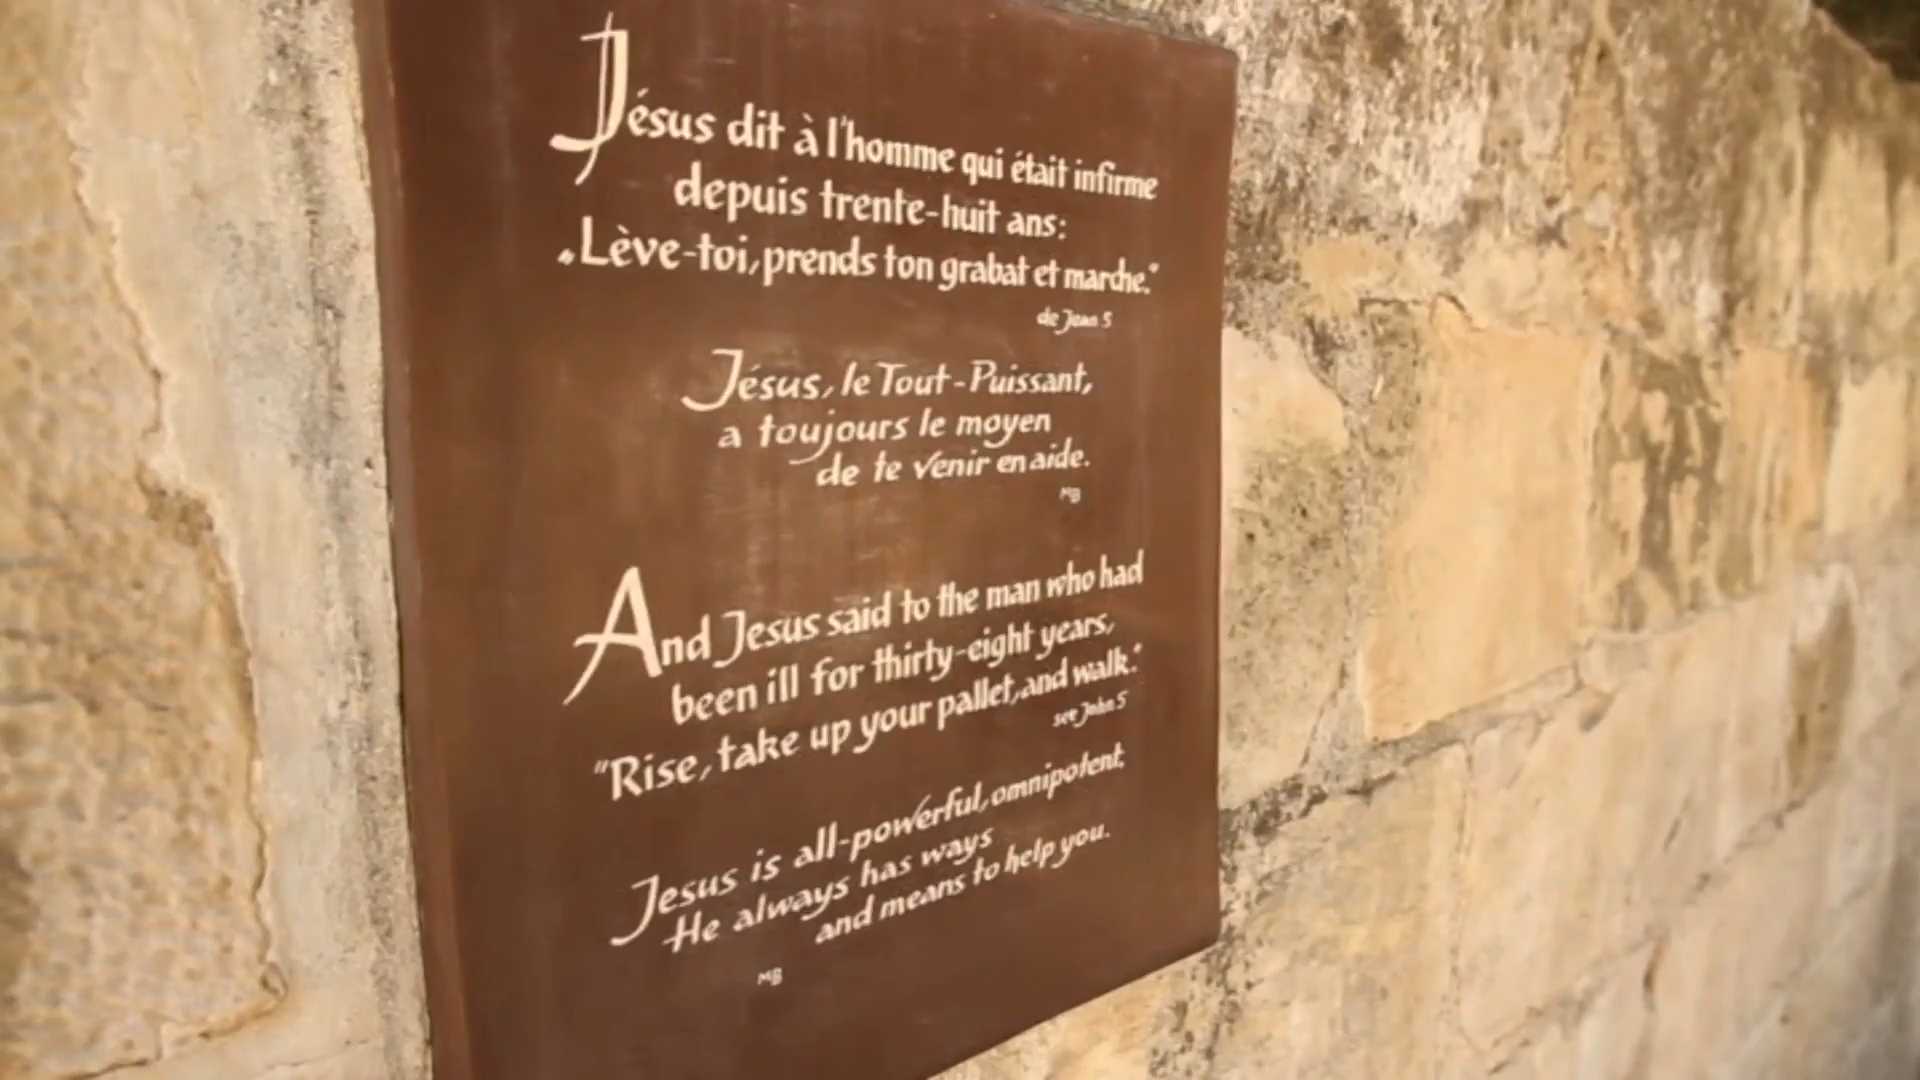 Jésus dit à l'homme qui était infirme
depuis trente-huit ans:
„Lève-toi, prends ton grabat et marche."
de Jean 5
Jésus, le Tout-Puissant,
a toujours le moyen
de te venir en aide.
MB
And Jesus said to the man who had
been ill for thirty-eight years,
"Rise, take up your pallet, and walk."
see John 5
Jesus is all-powerful, omnipotent.
He always has ways
and means to help you.
MB